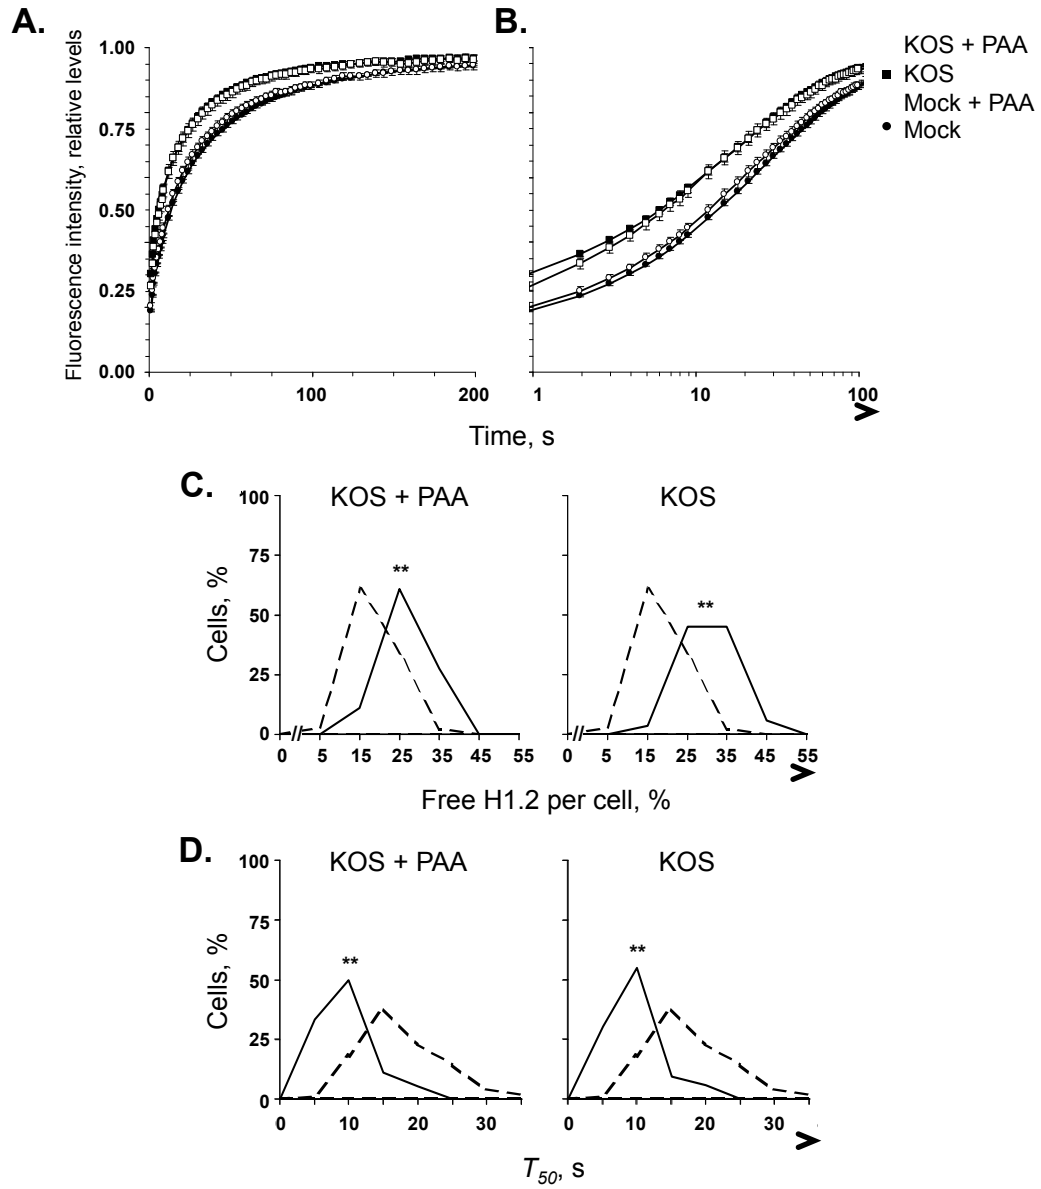 A.
B.
KOS + PAA
KOS
Mock + PAA
Mock
Fluorescence intensity, relative levels
1.00
0.75
0.50
0.25
0.00
0 100 200
1 10 100
Time, s
C.
KOS + PAA
KOS
Cells, %
100
75
50
25
0
0 5 15 25 35 45 55
0 5 15 25 35 45 55
**
**
Free H1.2 per cell, %
D.
KOS + PAA
KOS
Cells, %
100
75
50
25
0
0 10 20 30
0 10 20 30
**
**
T50, s